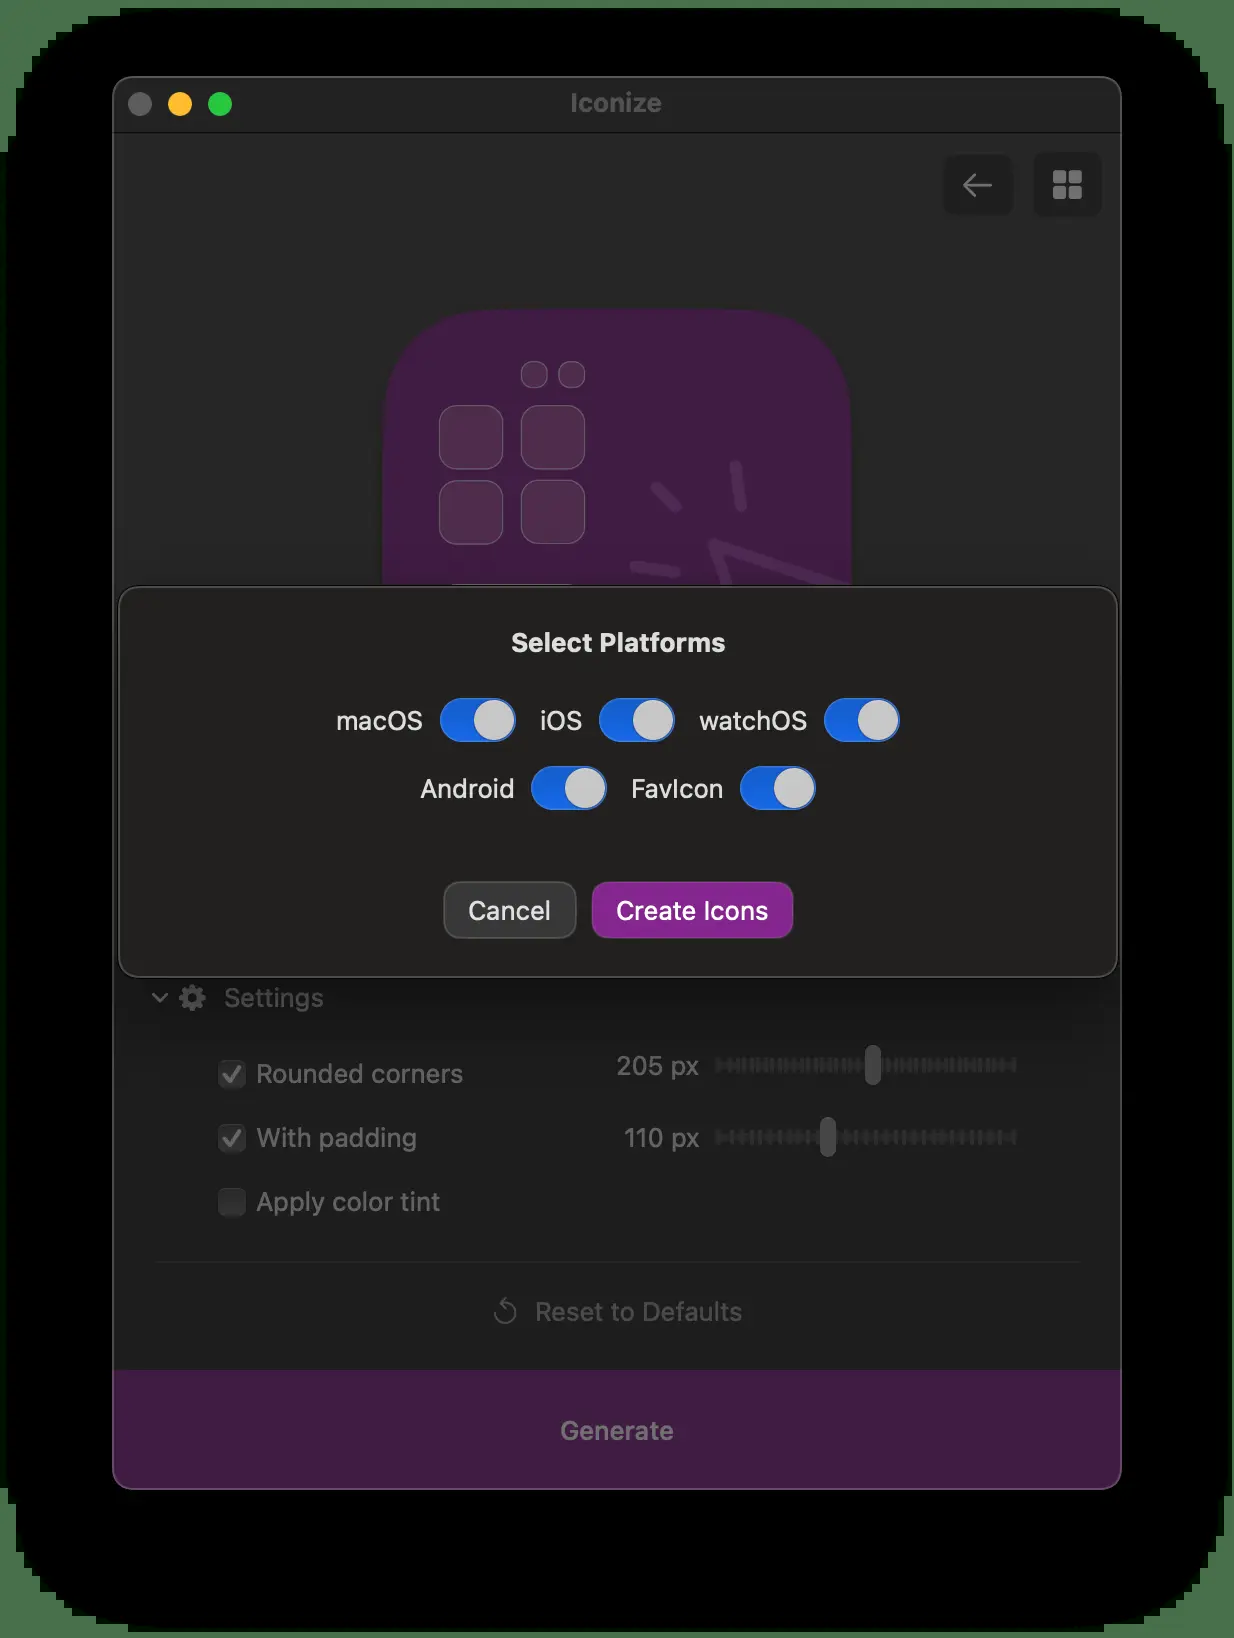 Iconize
Select Platforms
macOS iOS watchOS
Android FavIcon
Cancel Create Icons
Settings
Rounded corners 205 px
With padding 110 px
Apply color tint
Reset to Defaults
Generate